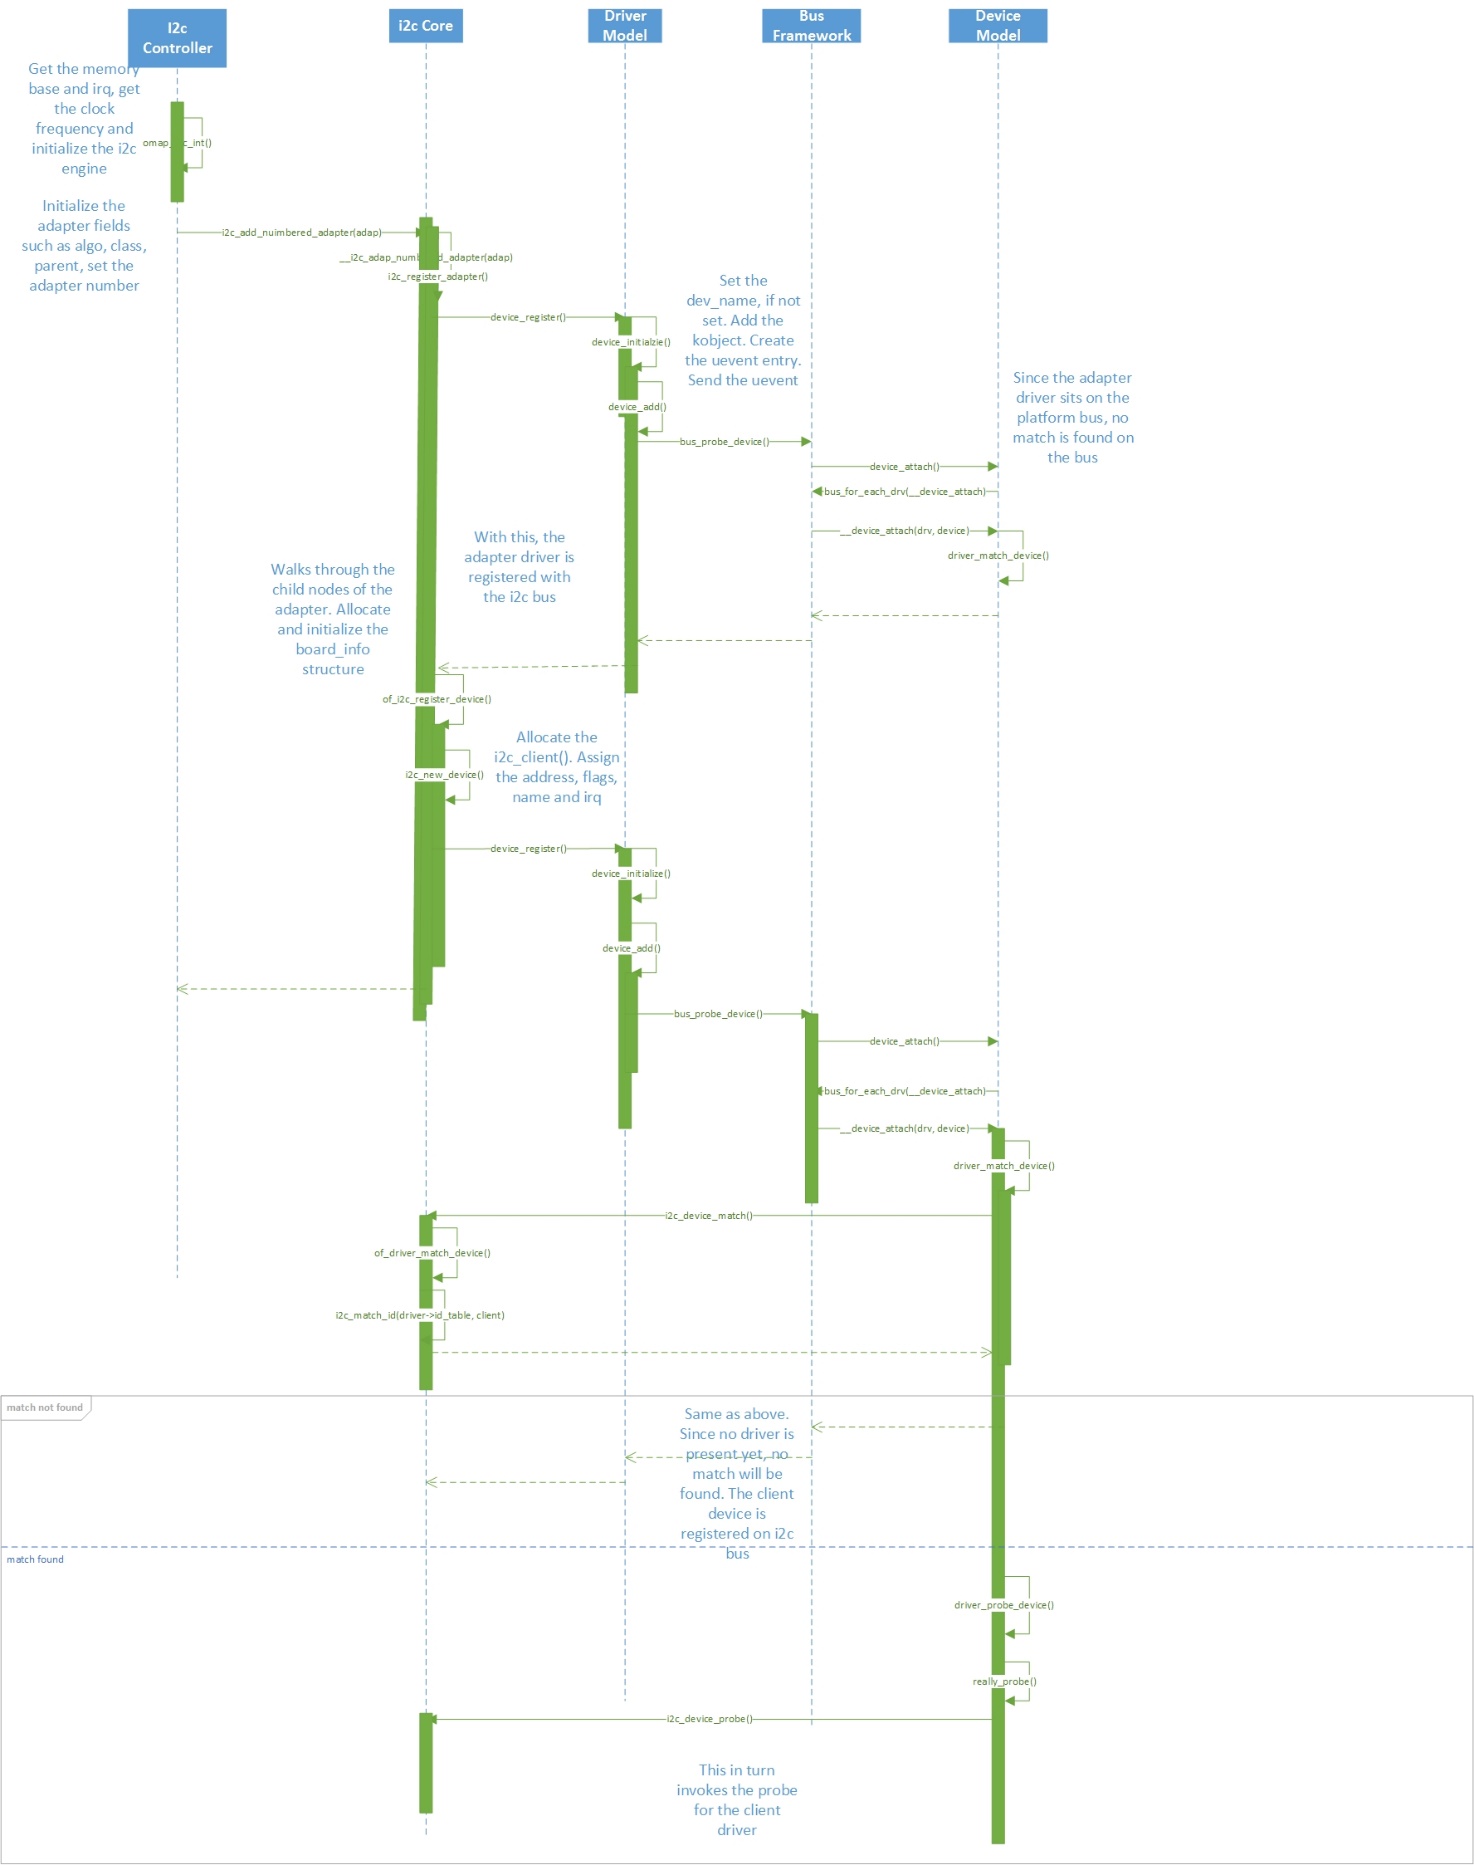 I2c
Controller
i2c Core
Driver
Model
Bus
Framework
Device
Model
Get the memory
base and irq, get
the clock
frequency and
initialize the i2c
engine
omap_ c_int()
Initialize the
adapter fields
such as algo, class,
parent, set the
adapter number
i2c_add_nuimbered_adapter(adap)
__i2c_adap_num d_adapter(adap)
i2c_register_adapter()
Set the
dev_name, if not
set. Add the
kobject. Create
the uevent entry.
Send the uevent
device_register()
device_initialzie()
device_add()
Since the adapter
driver sits on the
platform bus, no
match is found on
the bus
bus_probe_device()
device_attach()
bus_for_each_drv(__device_attach)
__device_attach(drv, device)
driver_match_device()
With this, the
adapter driver is
registered with
the i2c bus
Walks through the
child nodes of the
adapter. Allocate
and initialize the
board_info
structure
of_i2c_register_device()
Allocate the
i2c_client(). Assign
the address, flags,
name and irq
i2c_new_device()
device_register()
device_initialize()
device_add()
bus_probe_device()
device_attach()
bus_for_each_drv(__device_attach)
__device_attach(drv, device)
driver_match_device()
i2c_device_match()
of_driver_match_device()
i2c_match_id(driver->id_table, client)
match not found
Same as above.
Since no driver is
present yet, no
match will be
found. The client
device is
registered on i2c
bus
match found
driver_probe_device()
really_probe()
i2c_device_probe()
This in turn
invokes the probe
for the client
driver